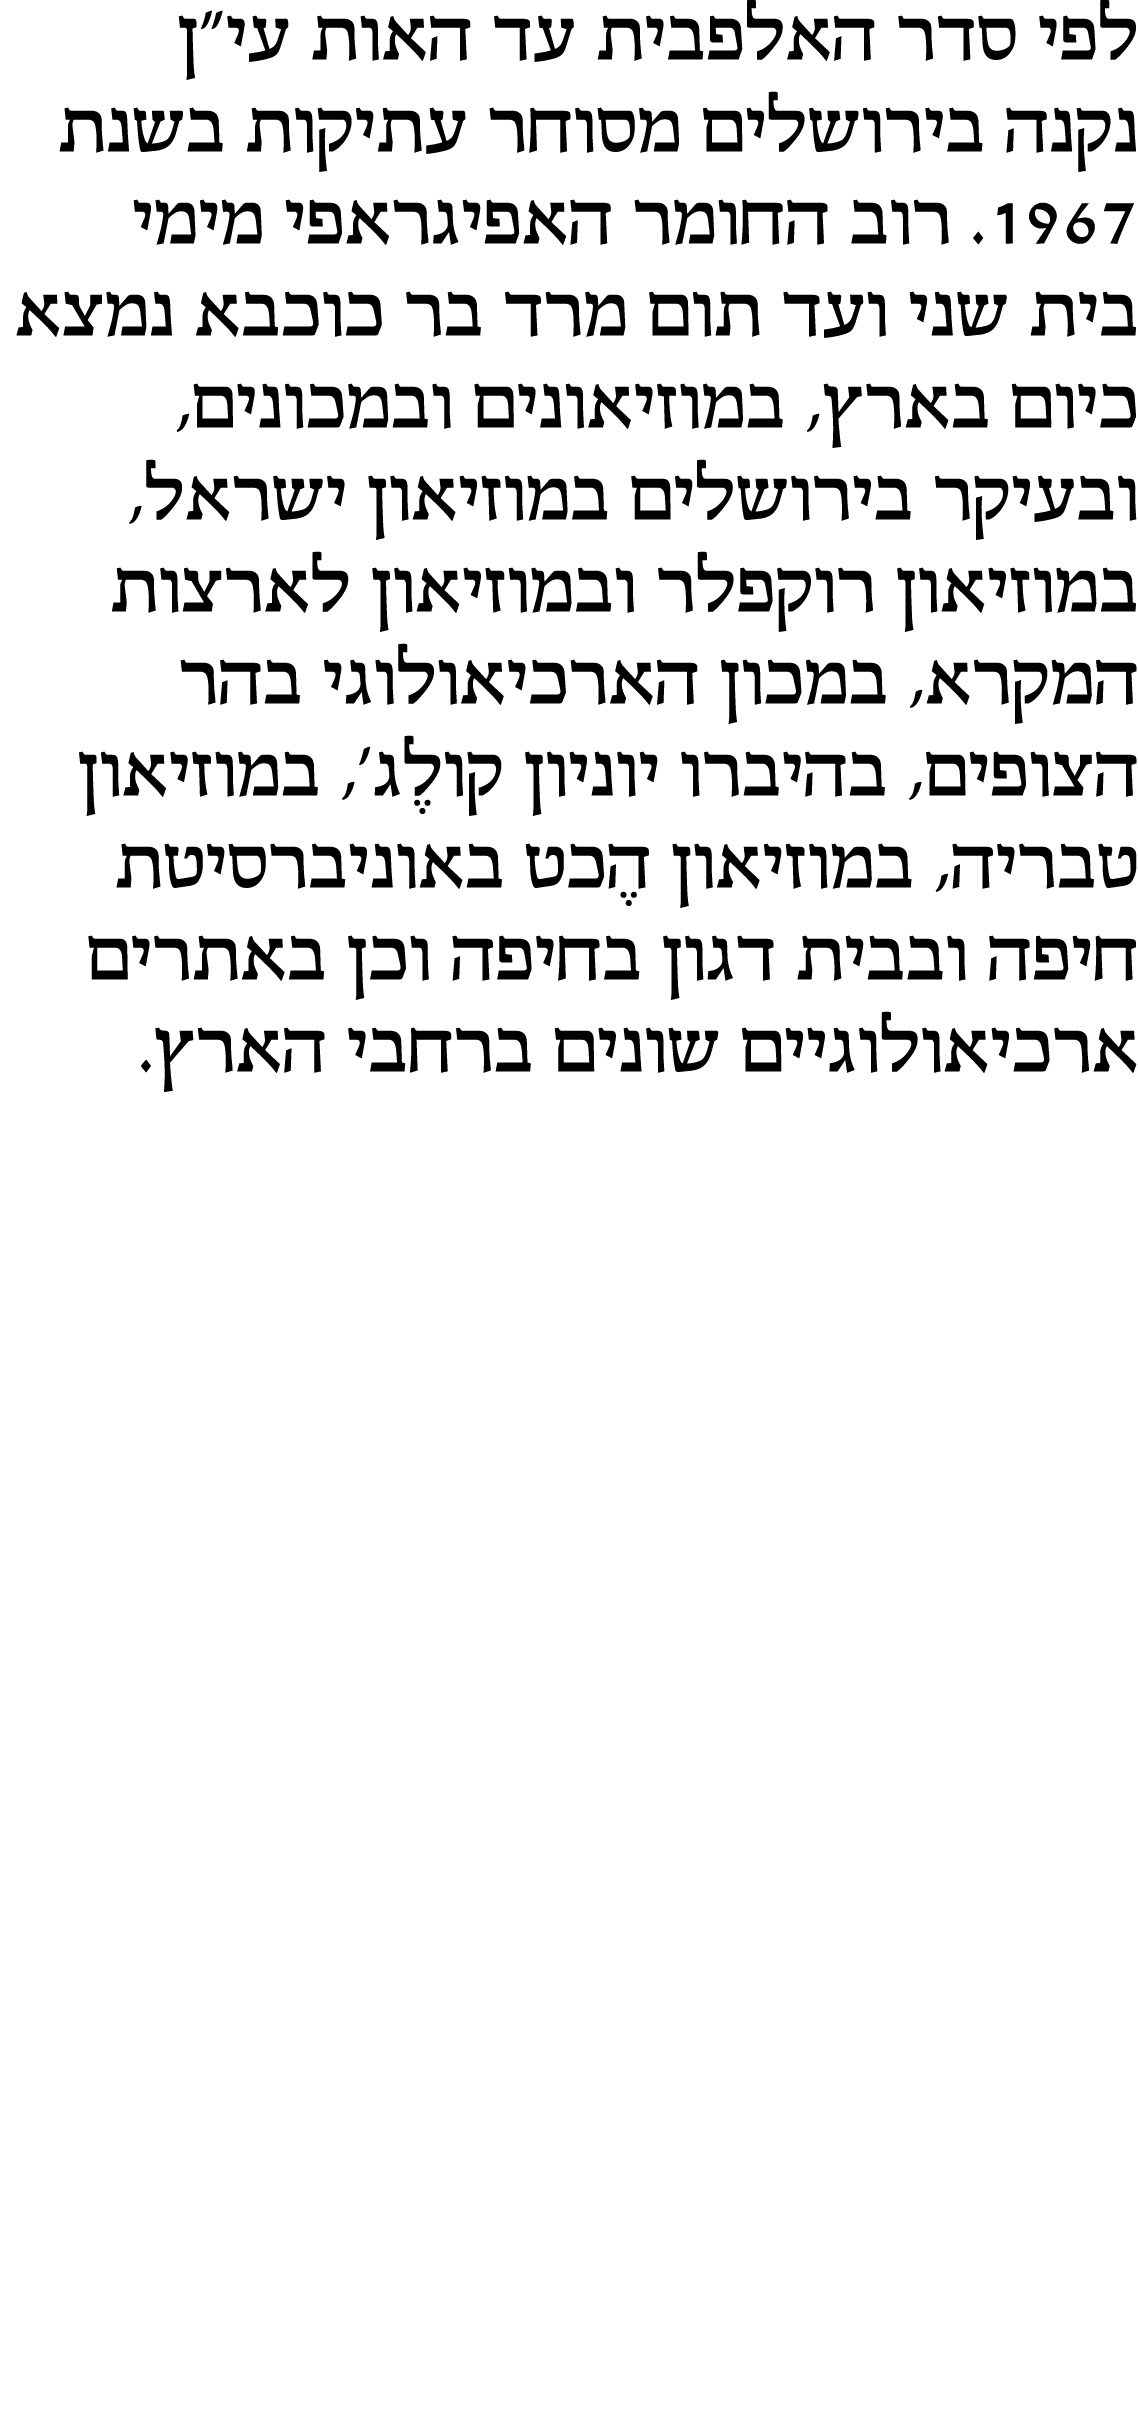 לפי סדר האלפבית עד האות עי״ן
נקנה בירושלים מסוחר עתיקות בשנת
1967. רוב החומר האפיגראפי מימי
בית שני ועד תום מרד בר כוכבא נמצא
כיום בארץ, במוזיאונים ובמכונים,
ובעיקר בירושלים במוזיאון ישראל,
במוזיאון רוקפלר ובמוזיאון לארצות
המקרא, במכון הארכיאולוגי בהר
הצופים, בהיברו יוניון קולֶג׳, במוזיאון
טבריה, במוזיאון הֶכט באוניברסיטת
חיפה ובבית דגון בחיפה וכן באתרים
ארכיאולוגיים שונים ברחבי הארץ.